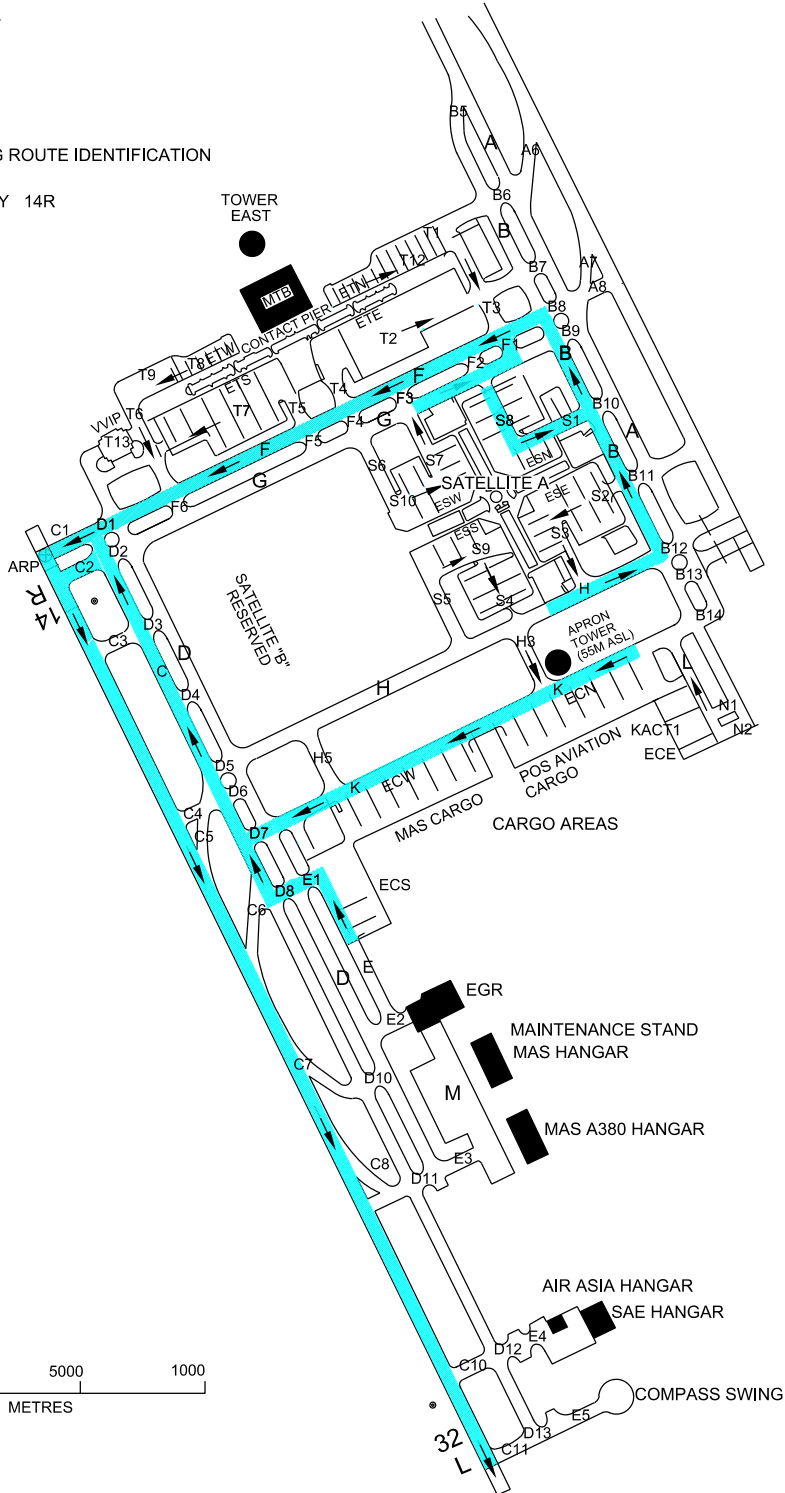 G ROUTE IDENTIFICATION
Y 14R
TOWER
EAST
B5
A
A6
B6
T1
B
T12
ETN
MTB
CONTACT PIER
B7
A7
A8
T3
ETE
B8
F1
B9
T2
T8
ETW
T9
ETS
F
F2
B
T4
F3
VVIP
T6
T7
T5
F4
G
S8
S1
B10
A
T13
F5
S7
ESN
B
F
G
S6
SATELLITE A
B11
S10
ESW
ESE
S2
F6
ESS
S3
C1
D1
D2
S9
B12
ARP
C2
B13
14
R
SATELLITE "B"
RESERVED
S5
S4
H
B14
D3
C3
H3
APRON
TOWER
(55M ASL)
D
C
H
K
L
D4
ECN
N1
N2
KACT1
ECE
H5
D5
D6
K
ECW
POS AVIATION
CARGO
MAS CARGO
CARGO AREAS
C4
C5
D7
D8
E1
ECS
C6
D
E
EGR
E2
MAINTENANCE STAND
MAS HANGAR
C7
D10
M
MAS A380 HANGAR
C8
E3
D11
AIR ASIA HANGAR
SAE HANGAR
E4
D12
5000
1000
METRES
C10
COMPASS SWING
E5
D13
32
L
C11